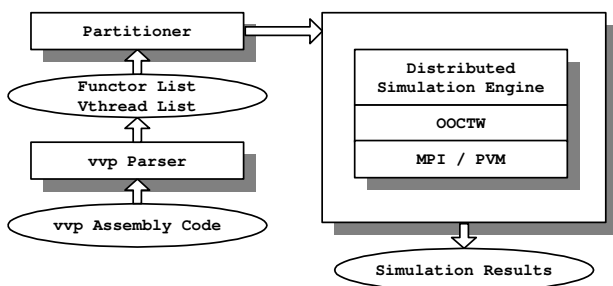 Partitioner
Functor List
Vthread List
vvp Parser
vvp Assembly Code
Distributed
Simulation Engine
OOCTW
MPI / PVM
Simulation Results